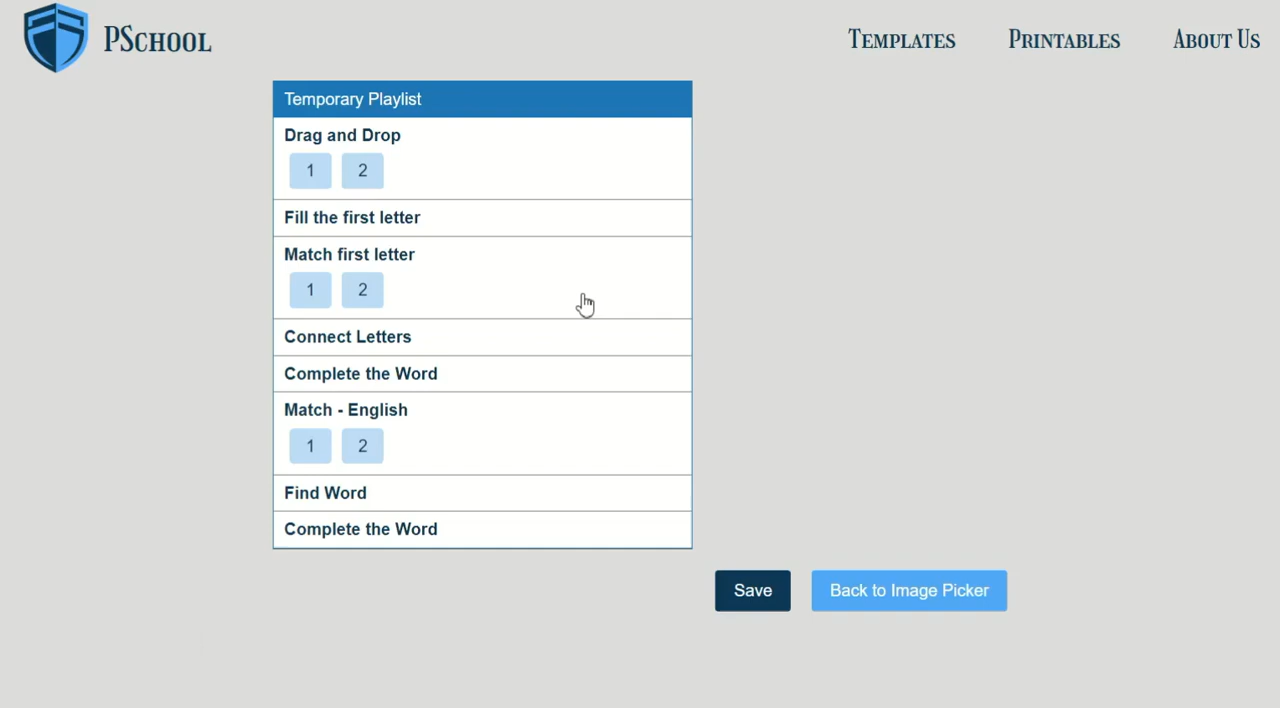 PSCHOOL
TEMPLATES PRINTABLES ABOUT US
Temporary Playlist
Drag and Drop
1 2
Fill the first letter
Match first letter
1 2
Connect Letters
Complete the Word
Match - English
1 2
Find Word
Complete the Word
Save Back to Image Picker